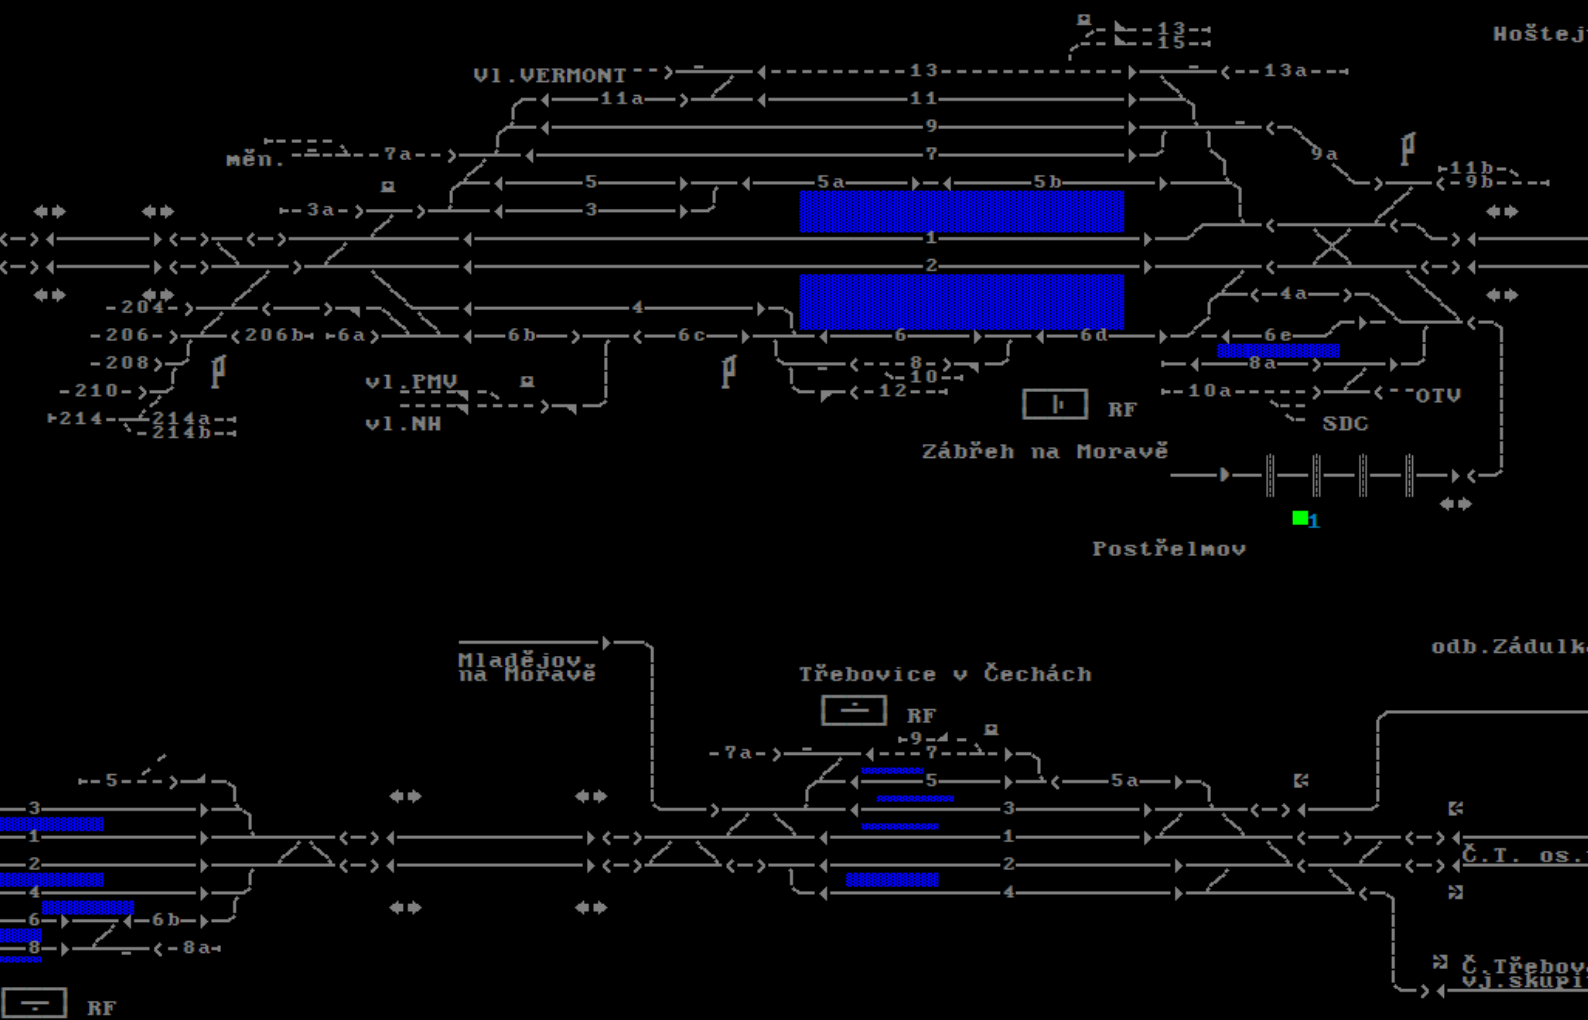 13
15
Hoštej
Vl.VERMONT 13 13a
11a 11
9
měn. 7a 7 9a
11b
5 5a 5b 9b
3a 3
1
2
204 4 4a
206 206b 6a 6b 6c 6 6d 6e
208 8 8a
vl.PMV 10
210 12 10a OTV
RF
214 214a vl.NH SDC
214b
Zábřeh na Moravě
1
Postřelmov
Mladějov
na Moravě
Třebovice v Čechách
odb.Zádulka
RF
9
7a 7
5 5 5a
3 3
1 1
Č.T. os.
2 2
4 4
6 6b
8 8a
Č.Třebov
vj.skupi
RF